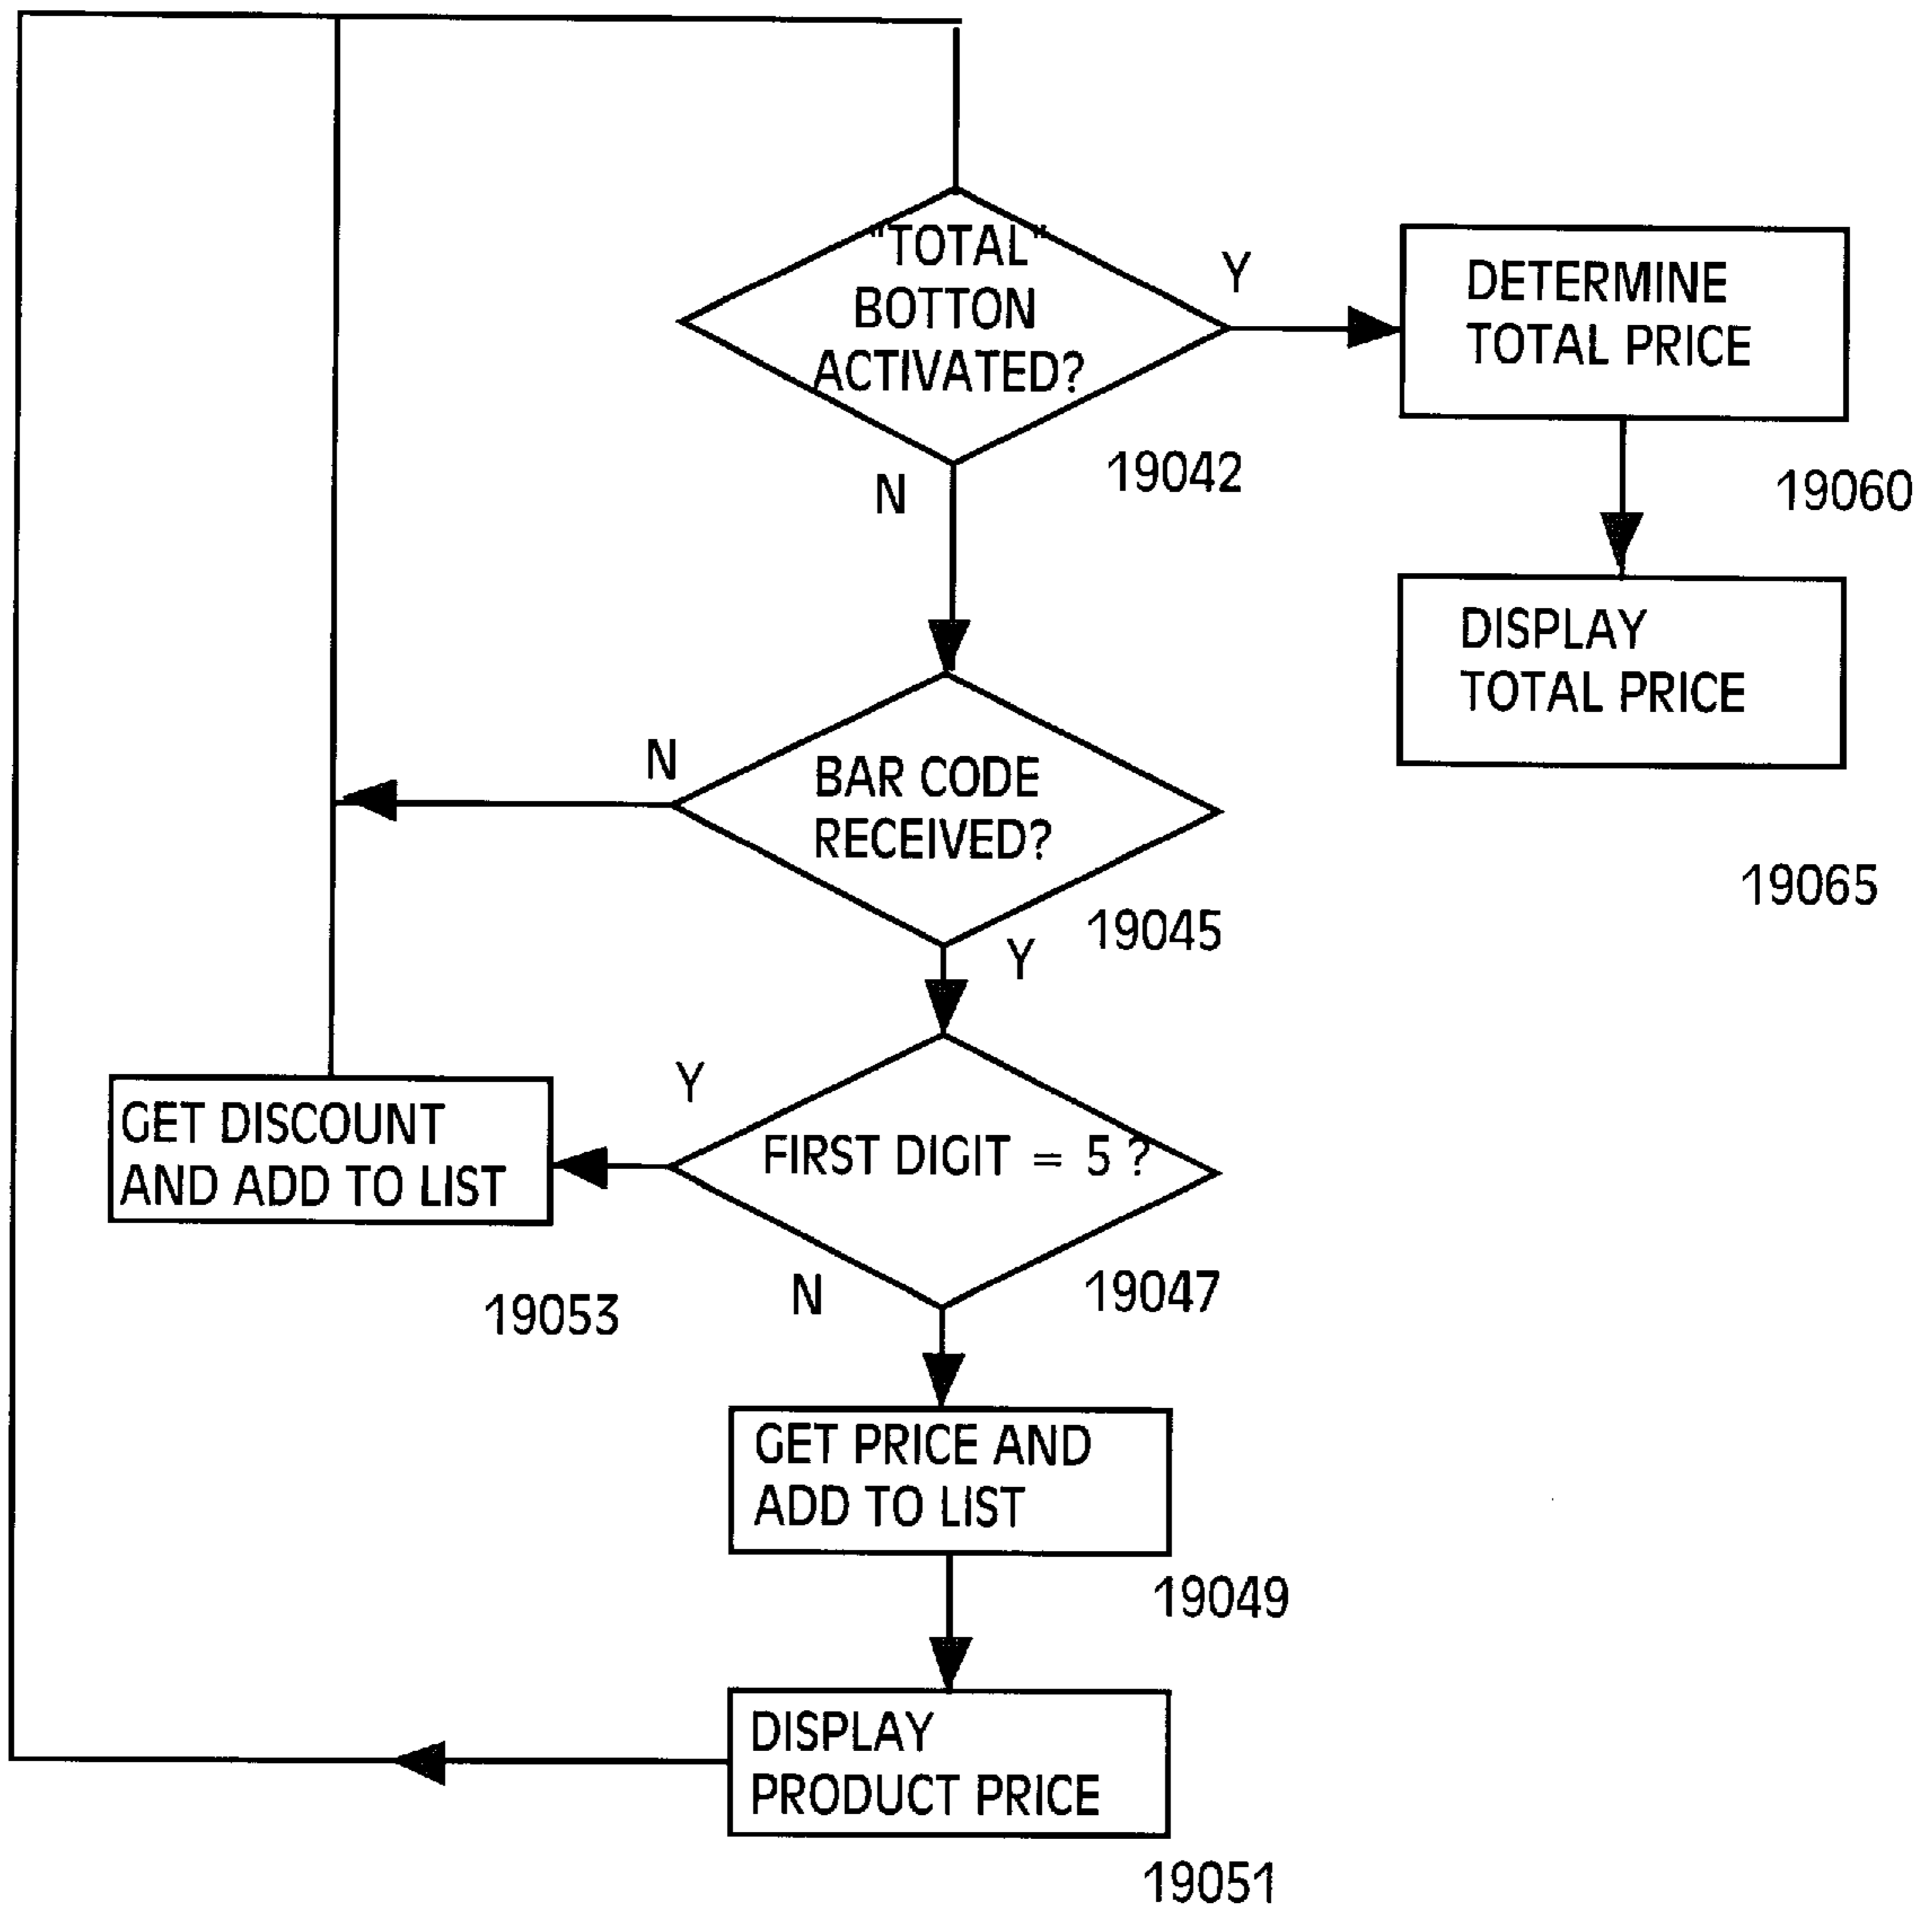 "TOTAL"
BOTTON
ACTIVATED?
Y
DETERMINE
TOTAL PRICE
19042
N
19060
DISPLAY
TOTAL PRICE
N
BAR CODE
RECEIVED?
19065
19045
Y
Y
GET DISCOUNT
AND ADD TO LIST
FIRST DIGIT = 5 ?
19053
N
19047
GET PRICE AND
ADD TO LIST
19049
DISPLAY
PRODUCT PRICE
19051